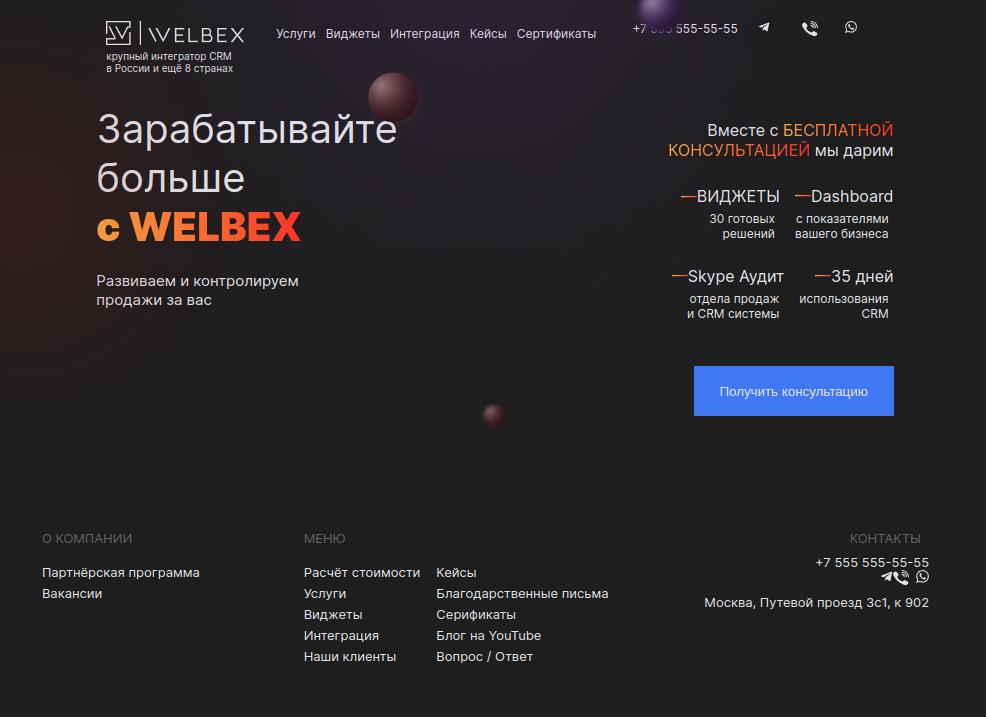 WELBEX
крупный интегратор CRM
в России и ещё 8 странах
Услуги Виджеты Интеграция Кейсы Сертификаты
+7 555 555-55-55
Зарабатывайте
больше
с WELBEX
Развиваем и контролируем
продажи за вас
Вместе с БЕСПЛАТНОЙ
КОНСУЛЬТАЦИЕЙ мы дарим
ВИДЖЕТЫ
30 готовых
решений
Dashboard
с показателями
вашего бизнеса
Skype Аудит
отдела продаж
и CRM системы
35 дней
использования
CRM
Получить консультацию
О КОМПАНИИ
Партнёрская программа
Вакансии
МЕНЮ
Расчёт стоимости
Услуги
Виджеты
Интеграция
Наши клиенты
Кейсы
Благодарственные письма
Серификаты
Блог на YouTube
Вопрос / Ответ
КОНТАКТЫ
+7 555 555-55-55
Москва, Путевой проезд 3с1, к 902